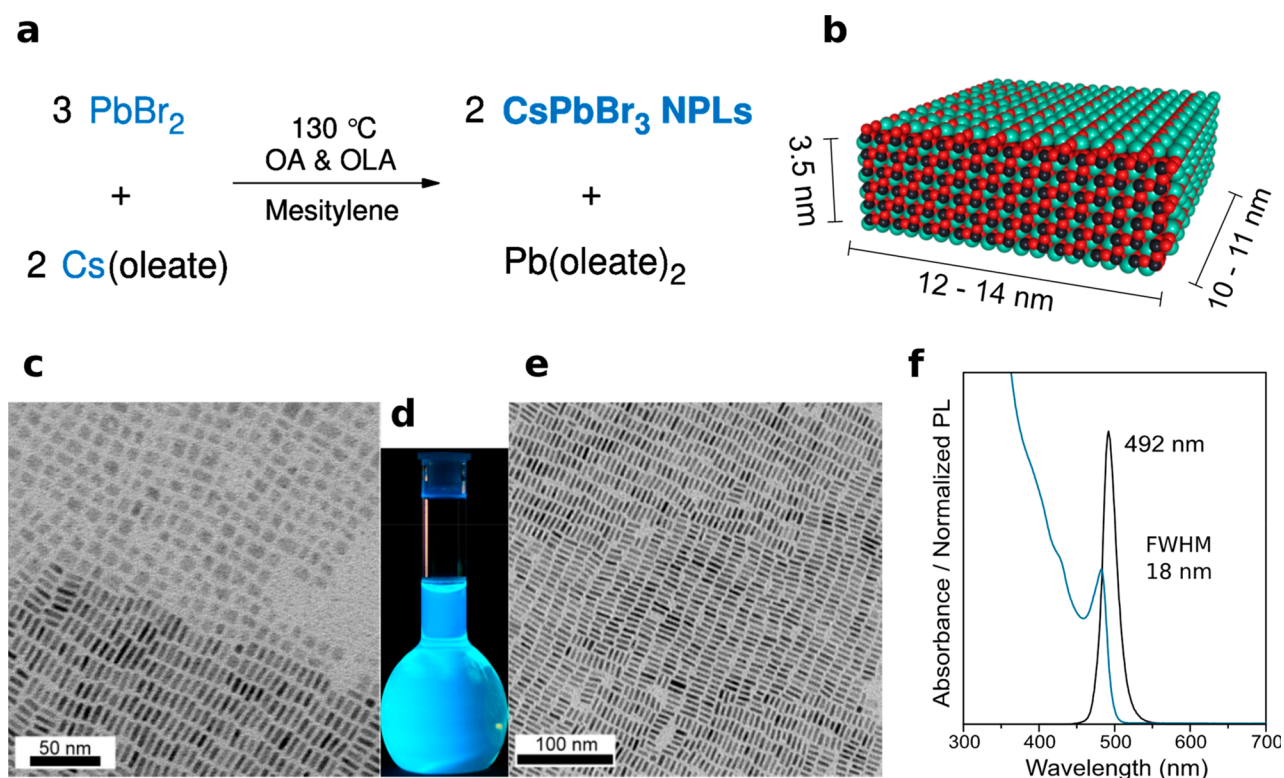 a
3 PbBr₂
+
2 Cs(oleate)
130 °C
OA & OLA
Mesitylene
2 CsPbBr₃ NPLs
+
Pb(oleate)₂
b
3.5 nm
12 - 14 nm
10 - 11 nm
c
50 nm
d
e
100 nm
f
Absorbance / Normalized PL
492 nm
FWHM
18 nm
300 400 500 600 700
Wavelength (nm)